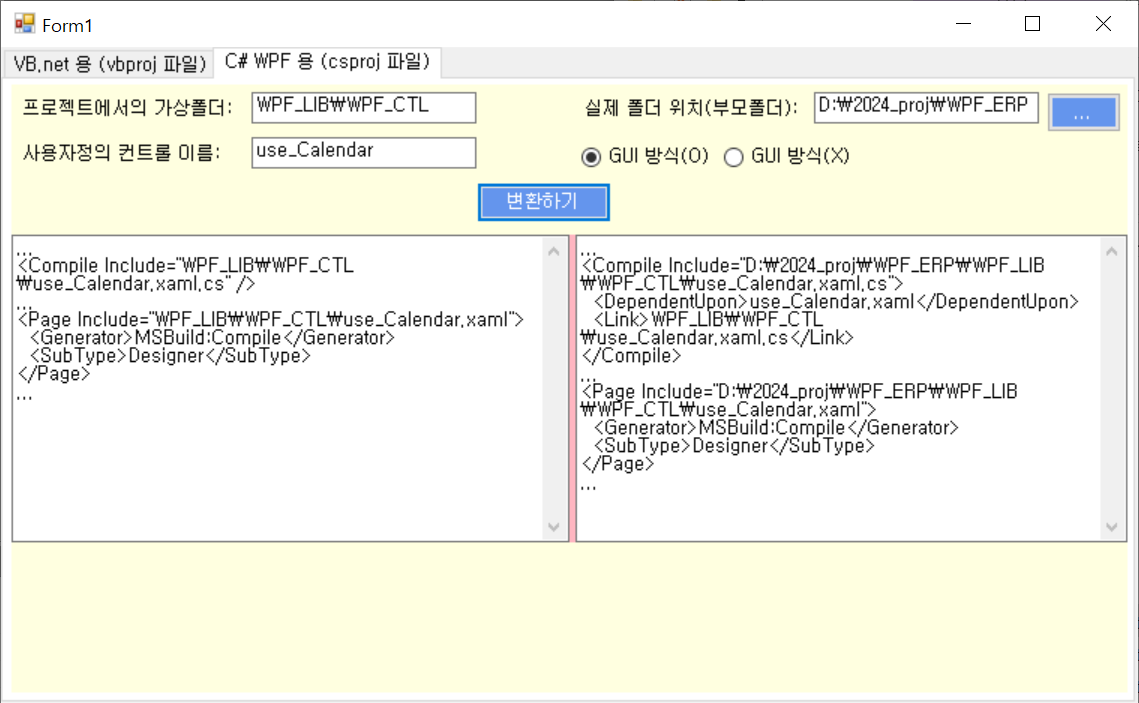 Form1
VB.net 용 (vbproj 파일)
C# WPF 용 (csproj 파일)
프로젝트에서의 가상폴더:
WPF_LIB₩WPF_CTL
실제 폴더 위치(부모폴더):
D:₩2024_proj₩WPF_ERP
...
사용자정의 컨트롤 이름:
use_Calendar
GUI 방식(O)
GUI 방식(X)
변환하기
...
<Compile Include="WPF_LIB₩WPF_CTL
₩use_Calendar.xaml.cs" />
...
<Page Include="WPF_LIB₩WPF_CTL₩use_Calendar.xaml">
  <Generator>MSBuild:Compile</Generator>
  <SubType>Designer</SubType>
</Page>
...
...
<Compile Include="D:₩2024_proj₩WPF_ERP₩WPF_LIB
₩WPF_CTL₩use_Calendar.xaml.cs">
  <DependentUpon>use_Calendar.xaml</DependentUpon>
  <Link>WPF_LIB₩WPF_CTL
₩use_Calendar.xaml.cs</Link>
</Compile>
...
<Page Include="D:₩2024_proj₩WPF_ERP₩WPF_LIB
₩WPF_CTL₩use_Calendar.xaml">
  <Generator>MSBuild:Compile</Generator>
  <SubType>Designer</SubType>
</Page>
...